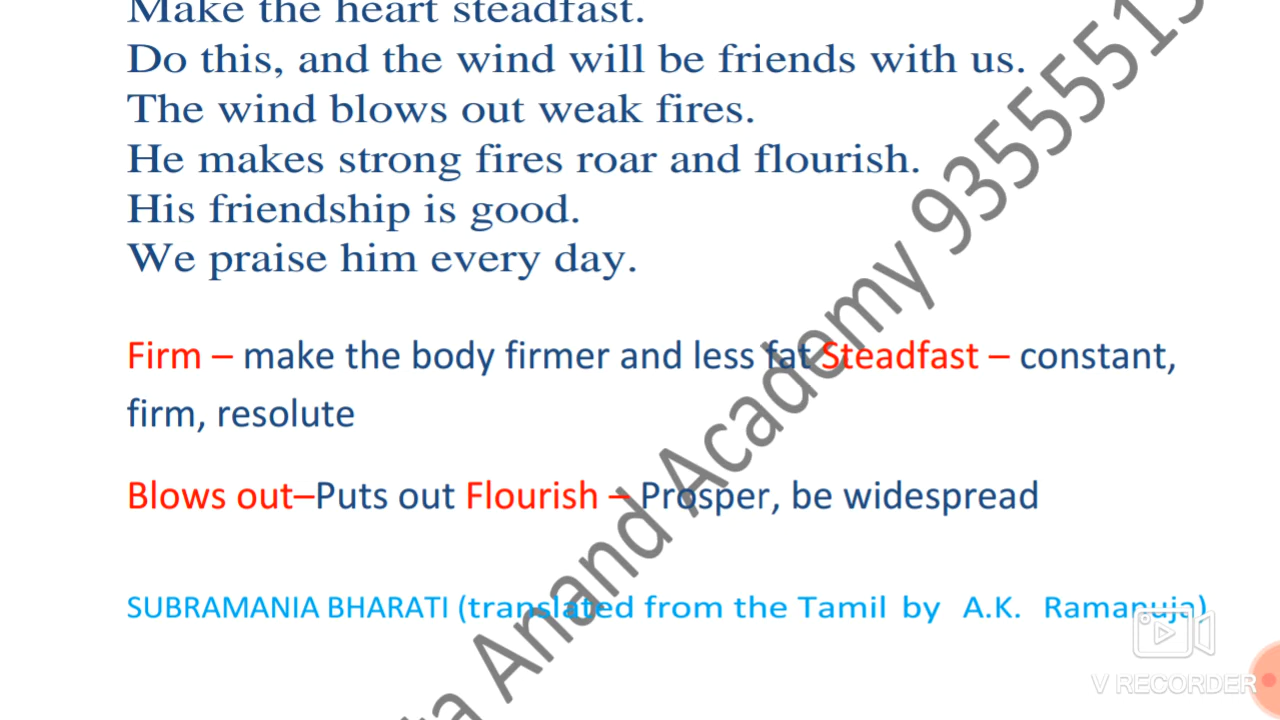 Make the heart steadfast.
Do this, and the wind will be friends with us.
The wind blows out weak fires.
He makes strong fires roar and flourish.
His friendship is good.
We praise him every day.
Firm – make the body firmer and less fat Steadfast – constant,
firm, resolute
Blows out–Puts out Flourish – Prosper, be widespread
SUBRAMANIA BHARATI (translated from the Tamil by A.K. Ramanuja)
Anand Academy 9355551
V RECORDER